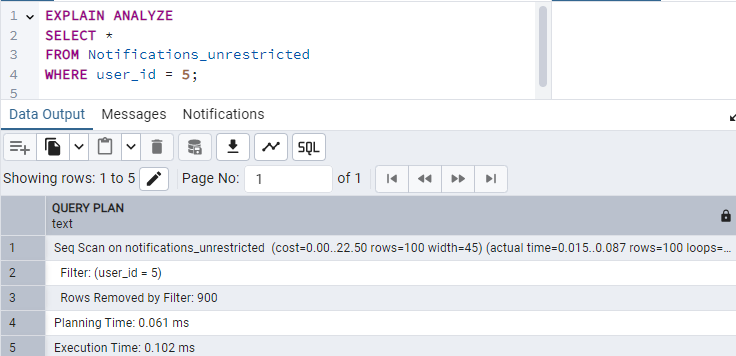 1 EXPLAIN ANALYZE
2 SELECT *
3 FROM Notifications_unrestricted
4 WHERE user_id = 5;
5
Data Output Messages Notifications
SQL
Showing rows: 1 to 5 Page No: 1 of 1
QUERY PLAN
text
1 Seq Scan on notifications_unrestricted (cost=0.00..22.50 rows=100 width=45) (actual time=0.015..0.087 rows=100 loops=...
2 Filter: (user_id = 5)
3 Rows Removed by Filter: 900
4 Planning Time: 0.061 ms
5 Execution Time: 0.102 ms